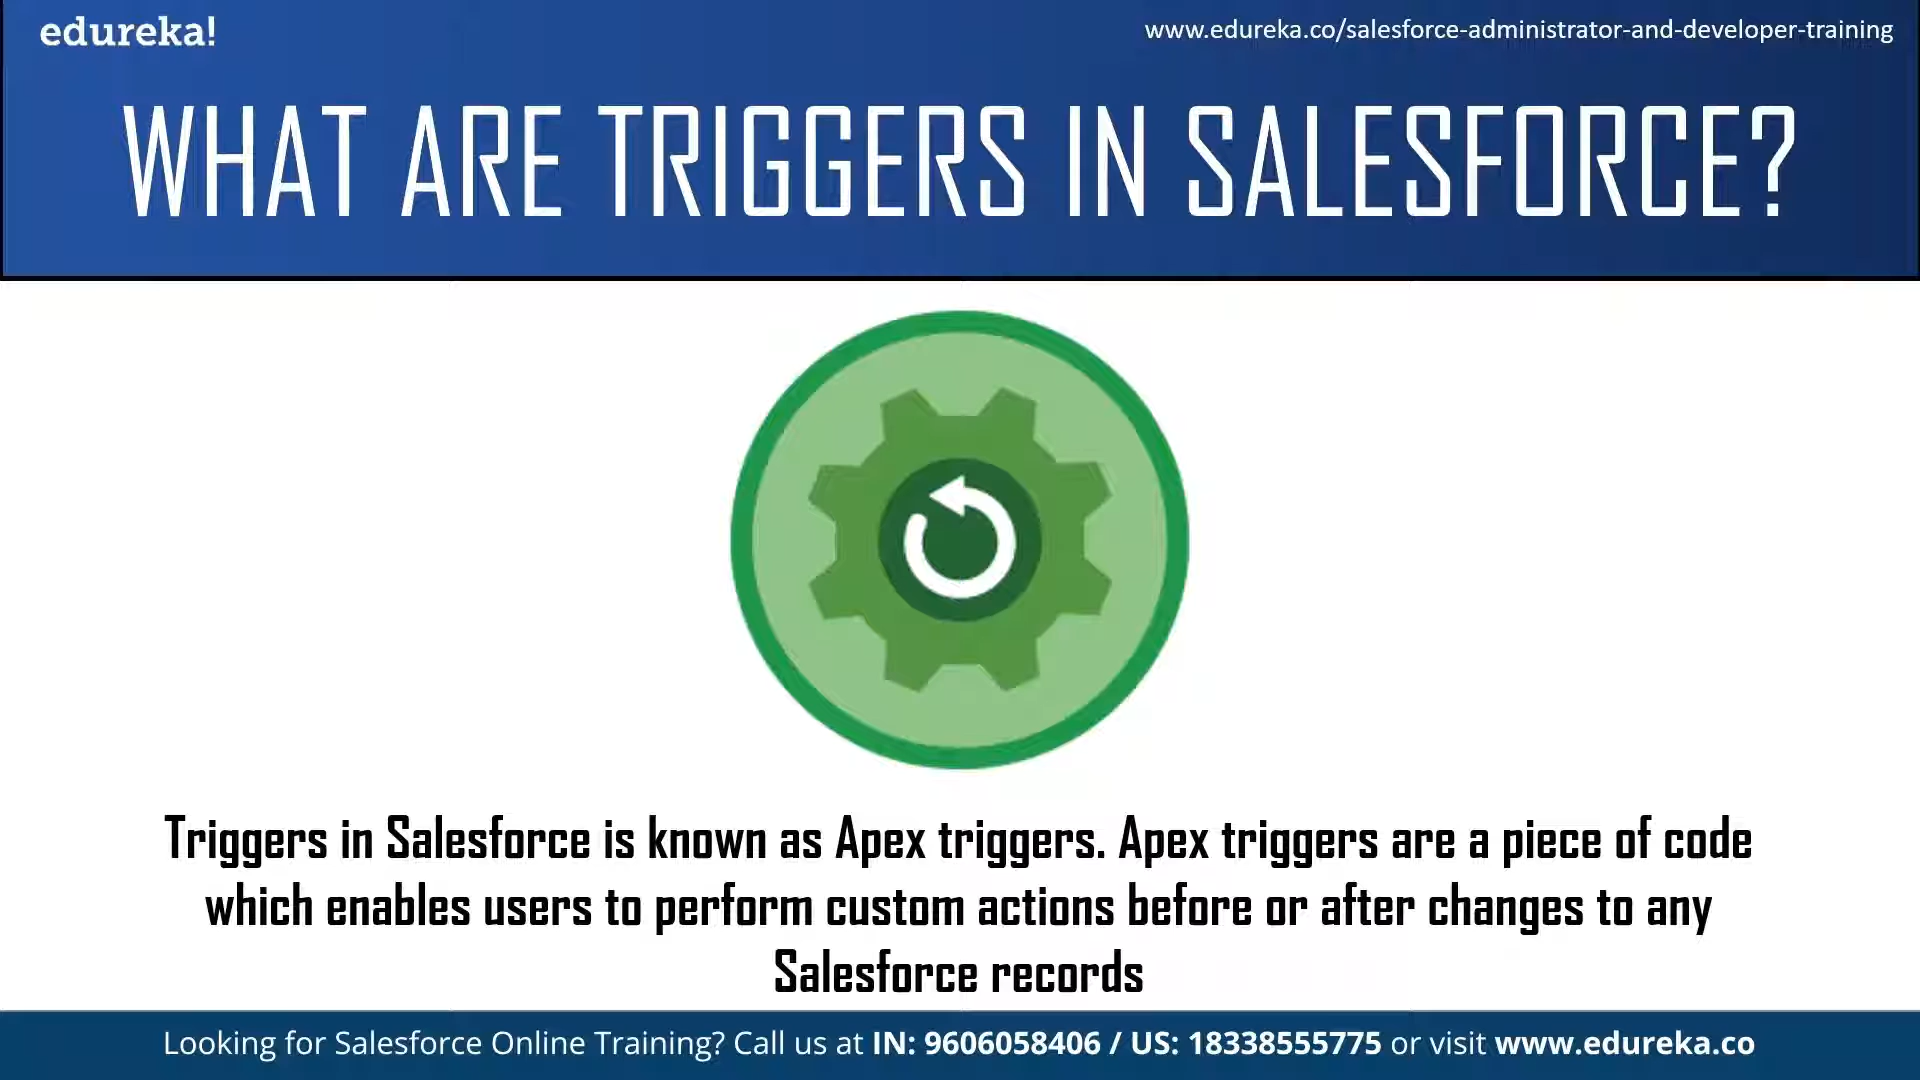 edureka!
www.edureka.co/salesforce-administrator-and-developer-training
WHAT ARE TRIGGERS IN SALESFORCE?
Triggers in Salesforce is known as Apex triggers. Apex triggers are a piece of code
which enables users to perform custom actions before or after changes to any
Salesforce records
Looking for Salesforce Online Training? Call us at IN: 9606058406 / US: 18338555775 or visit www.edureka.co